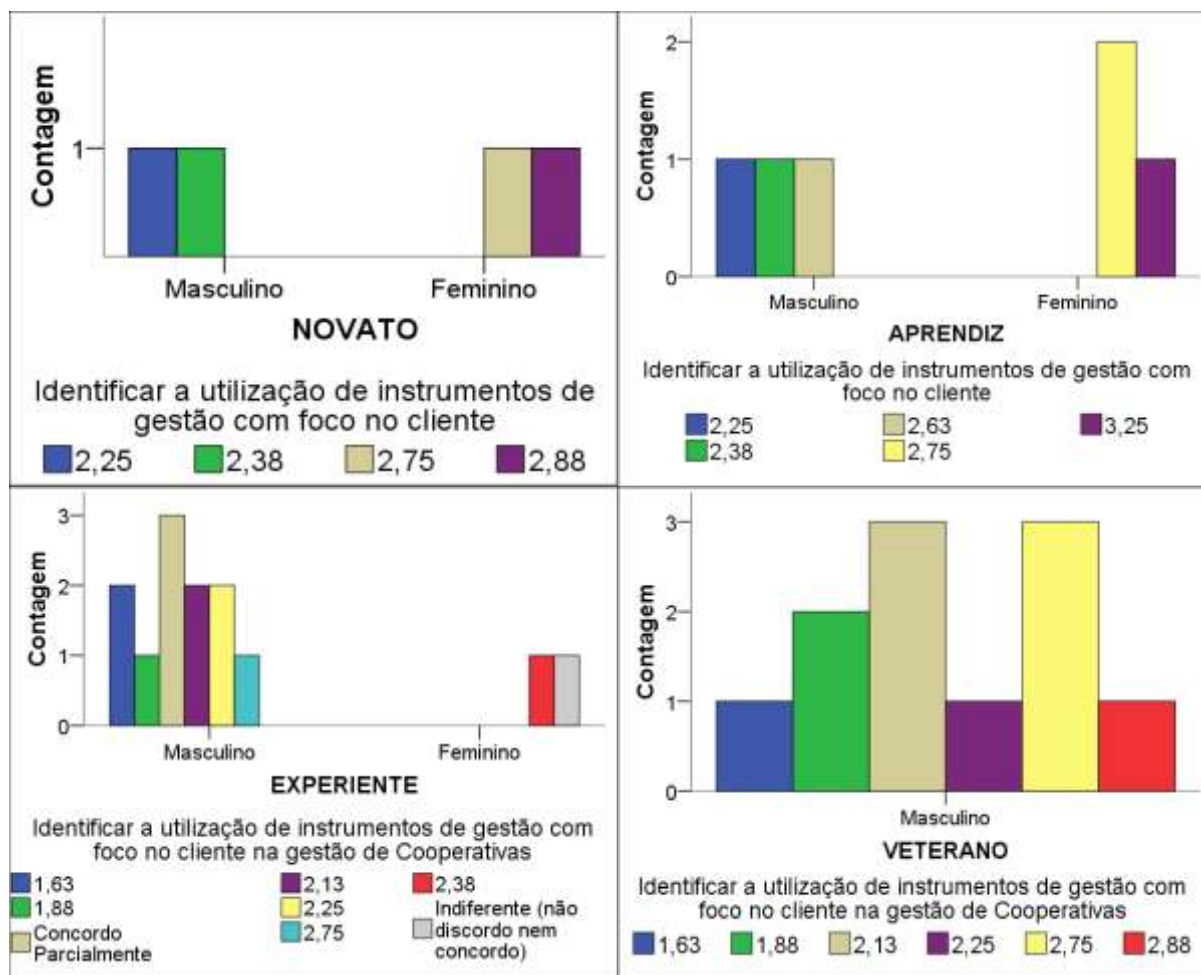 Contagem
1
Masculino
Feminino
NOVATO
Identificar a utilização de instrumentos de
gestão com foco no cliente
2,25
2,38
2,75
2,88
Contagem
2
1
0
Masculino
Feminino
APRENDIZ
Identificar a utilização de instrumentos de gestão com
foco no cliente
2,25
2,63
3,25
2,38
2,75
Contagem
3
2
1
0
Masculino
Feminino
EXPERIENTE
Identificar a utilização de instrumentos de gestão com
foco no cliente na gestão de Cooperativas
1,63
2,13
2,38
1,88
2,25
Indiferente (não
discordo nem
concordo)
Concordo
Parcialmente
2,75
Contagem
3
2
1
0
Masculino
VETERANO
Identificar a utilização de instrumentos de gestão com
foco no cliente na gestão de Cooperativas
1,63
1,88
2,13
2,25
2,75
2,88